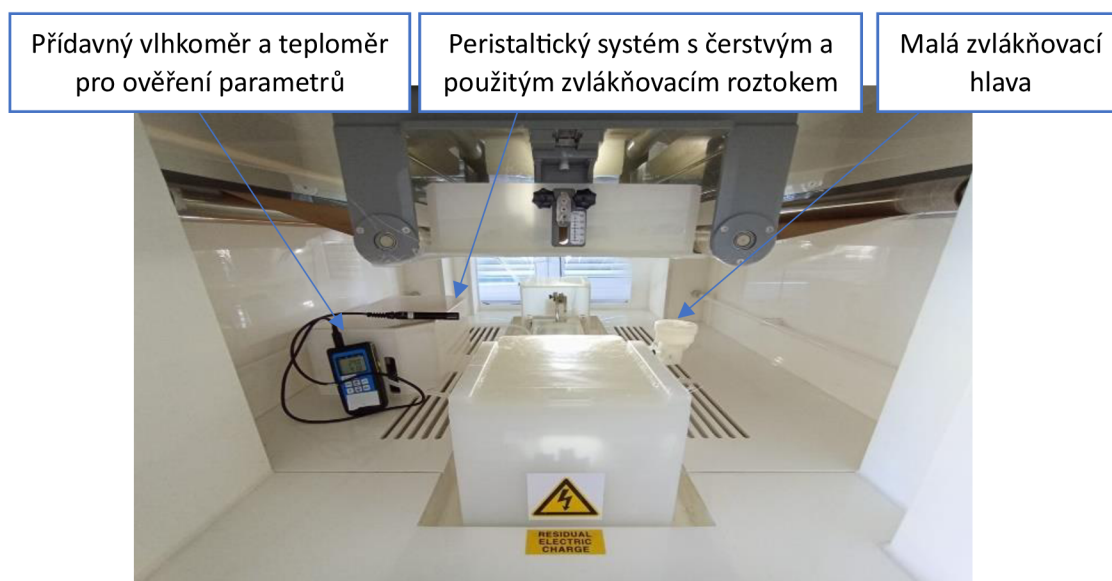 Přídavný vlhkoměr a teploměr
pro ověření parametrů
Peristaltický systém s čerstvým a
použitým zvlákňovacím roztokem
Malá zvlákňovací
hlava
RESIDUAL
ELECTRIC
CHARGE